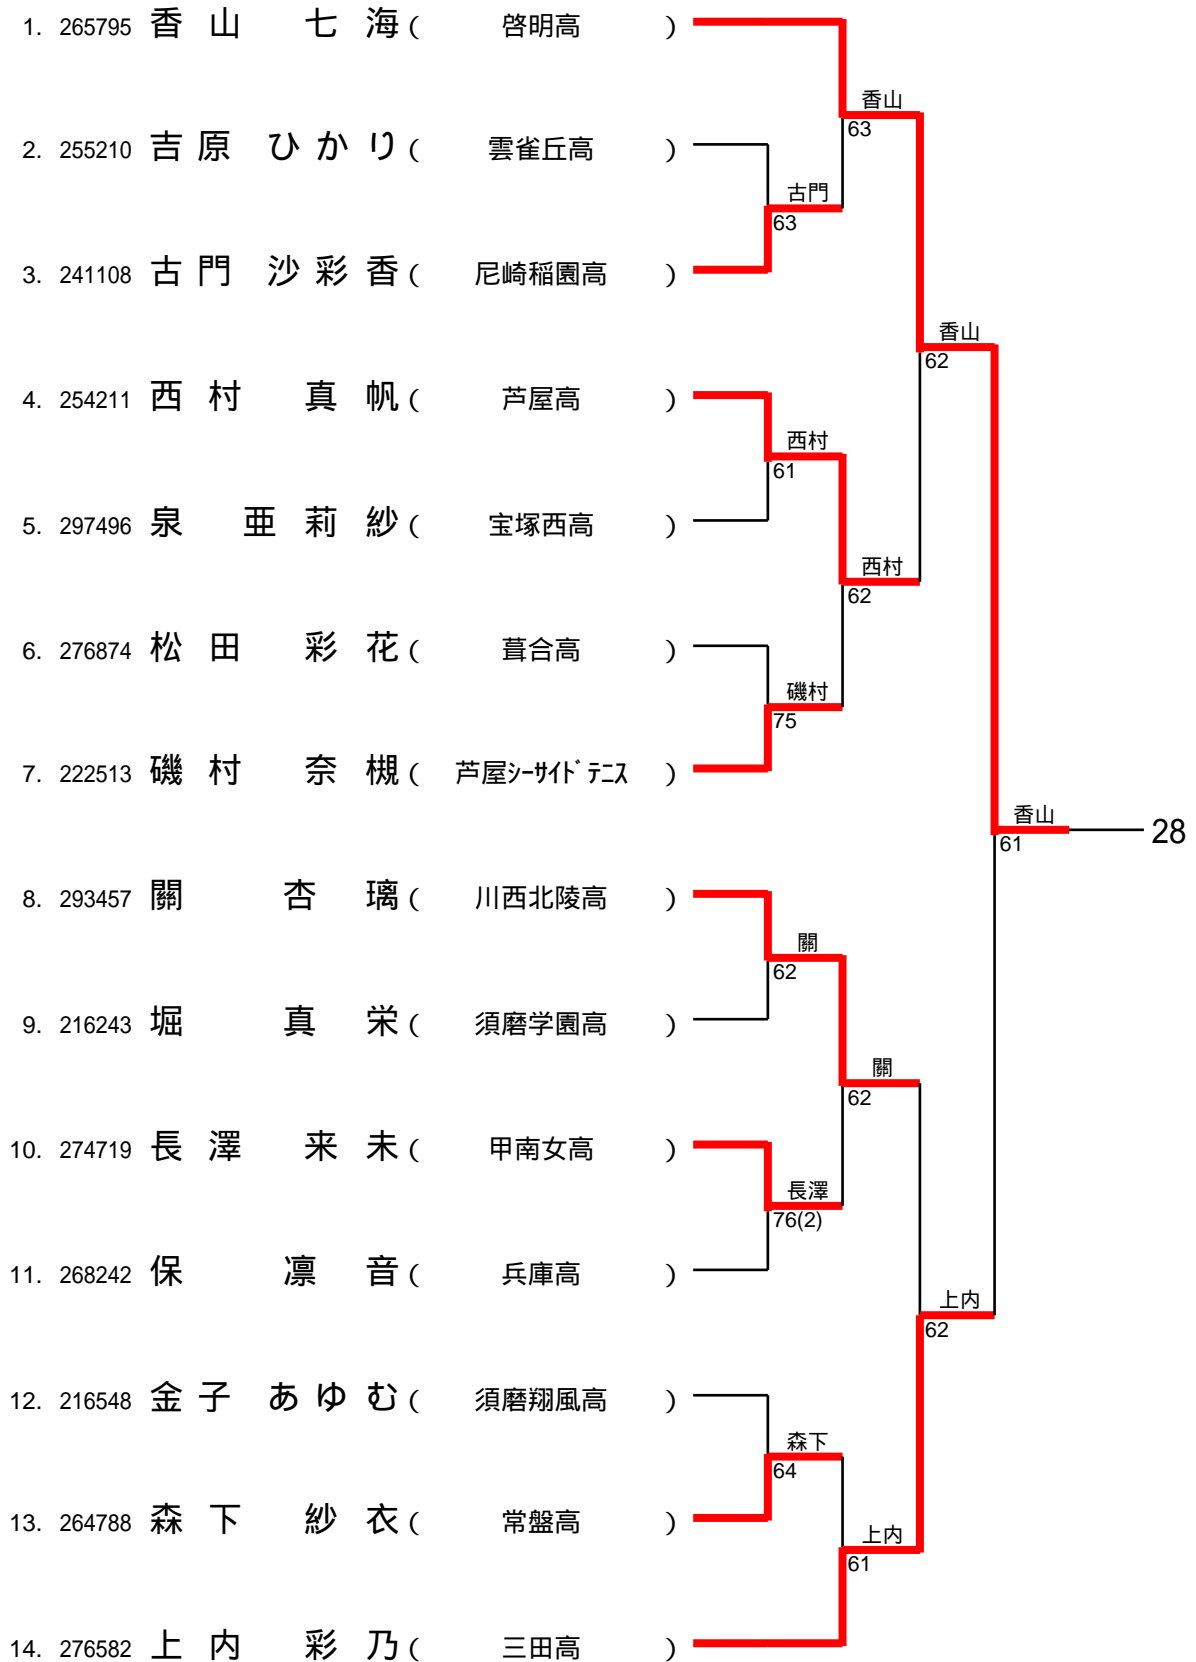 1. 265795 香山 七海 ( 啓明高 )
香山
63
2. 255210 吉原 ひかり ( 雲雀丘高 )
古門
63
3. 241108 古門 沙彩香 ( 尼崎稲園高 )
香山
62
4. 254211 西村 真帆 ( 芦屋高 )
西村
61
5. 297496 泉 亜莉紗 ( 宝塚西高 )
西村
62
6. 276874 松田 彩花 ( 葺合高 )
磯村
75
7. 222513 磯村 奈槻 ( 芦屋ｼｰｻｲﾄﾞﾃﾆｽ )
香山
61
28
8. 293457 關 杏璃 ( 川西北陵高 )
關
62
9. 216243 堀 真栄 ( 須磨学園高 )
關
62
10. 274719 長澤 来未 ( 甲南女高 )
長澤
76(2)
11. 268242 保 凛音 ( 兵庫高 )
上内
62
12. 216548 金子 あゆむ ( 須磨翔風高 )
森下
64
13. 264788 森下 紗衣 ( 常盤高 )
上内
61
14. 276582 上内 彩乃 ( 三田高 )